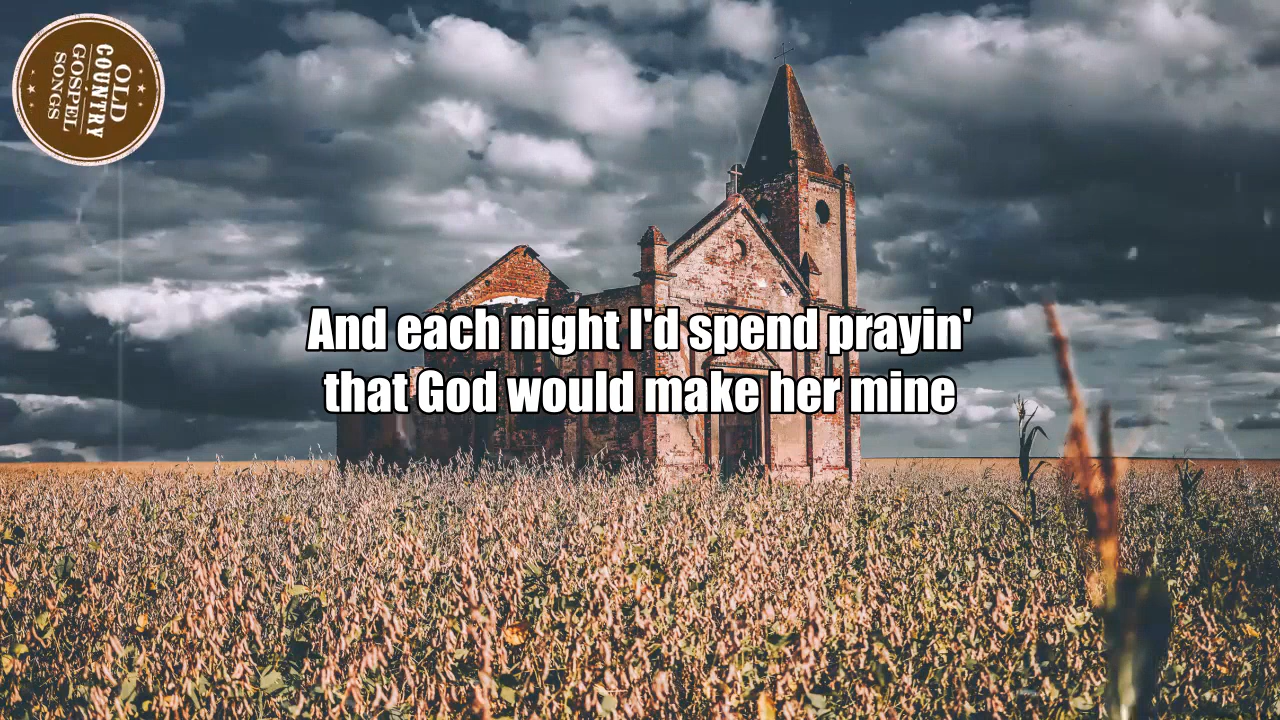 OLD
COUNTRY
GOSPEL
SONGS
And each night I'd spend prayin'
that God would make her mine